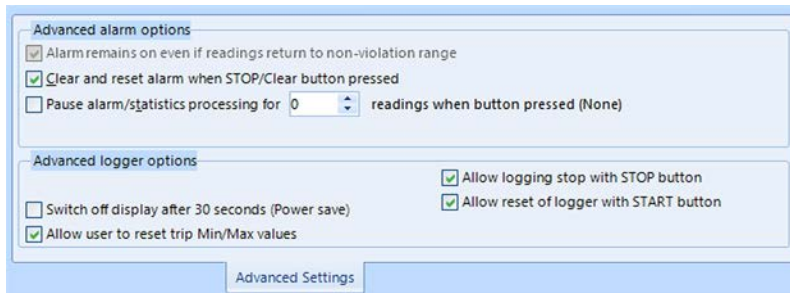 Advanced alarm options
Alarm remains on even if readings return to non-violation range
Clear and reset alarm when STOP/Clear button pressed
Pause alarm/statistics processing for 0 readings when button pressed (None)
Advanced logger options
Allow logging stop with STOP button
Switch off display after 30 seconds (Power save)
Allow reset of logger with START button
Allow user to reset trip Min/Max values
Advanced Settings